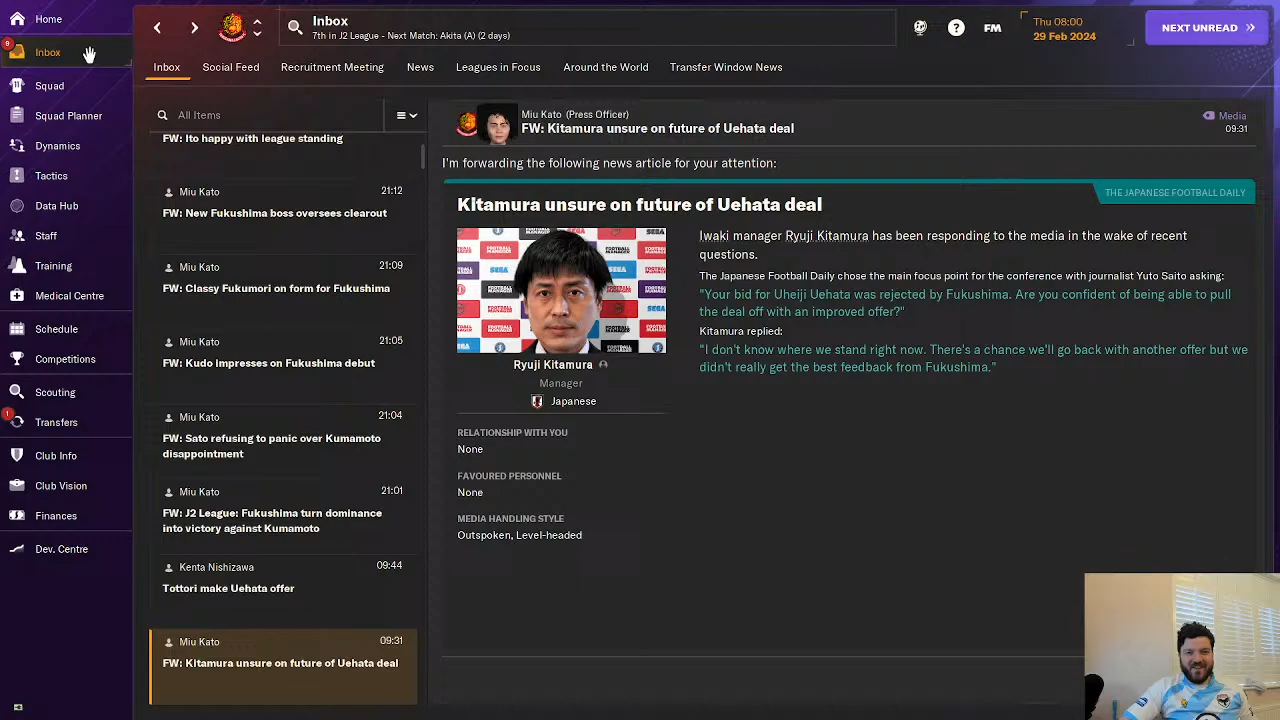 Home
Inbox
7th in J2 League - Next Match: Akita (A) (2 days)
?
FM
Thu 08:00
29 Feb 2024
NEXT UNREAD
9
Inbox
Squad
Squad Planner
Dynamics
Tactics
Data Hub
Staff
Training
Medical Centre
Schedule
Competitions
Scouting
1
Transfers
Club Info
Club Vision
Finances
Dev. Centre
Inbox
Social Feed
Recruitment Meeting
News
Leagues in Focus
Around the World
Transfer Window News
All Items
FW: Ito happy with league standing
Miu Kato
21:12
FW: New Fukushima boss oversees clearout
Miu Kato
21:09
FW: Classy Fukumori on form for Fukushima
Miu Kato
21:05
FW: Kudo impresses on Fukushima debut
Miu Kato
21:04
FW: Sato refusing to panic over Kumamoto
disappointment
Miu Kato
21:01
FW: J2 League: Fukushima turn dominance
into victory against Kumamoto
Kenta Nishizawa
09:44
Tottori make Uehata offer
Miu Kato
09:31
FW: Kitamura unsure on future of Uehata deal
Miu Kato (Press Officer)
FW: Kitamura unsure on future of Uehata deal
Media
09:31
I'm forwarding the following news article for your attention:
THE JAPANESE FOOTBALL DAILY
Kitamura unsure on future of Uehata deal
Ryuji Kitamura
Manager
Japanese
RELATIONSHIP WITH YOU
None
FAVOURED PERSONNEL
None
MEDIA HANDLING STYLE
Outspoken, Level-headed
Iwaki manager Ryuji Kitamura has been responding to the media in the wake of recent
questions.
The Japanese Football Daily chose the main focus point for the conference with journalist Yuto Saito asking:
"Your bid for Uheiji Uehata was rejected by Fukushima. Are you confident of being able to pull
the deal off with an improved offer?"
Kitamura replied:
"I don't know where we stand right now. There's a chance we'll go back with another offer but we
didn't really get the best feedback from Fukushima."